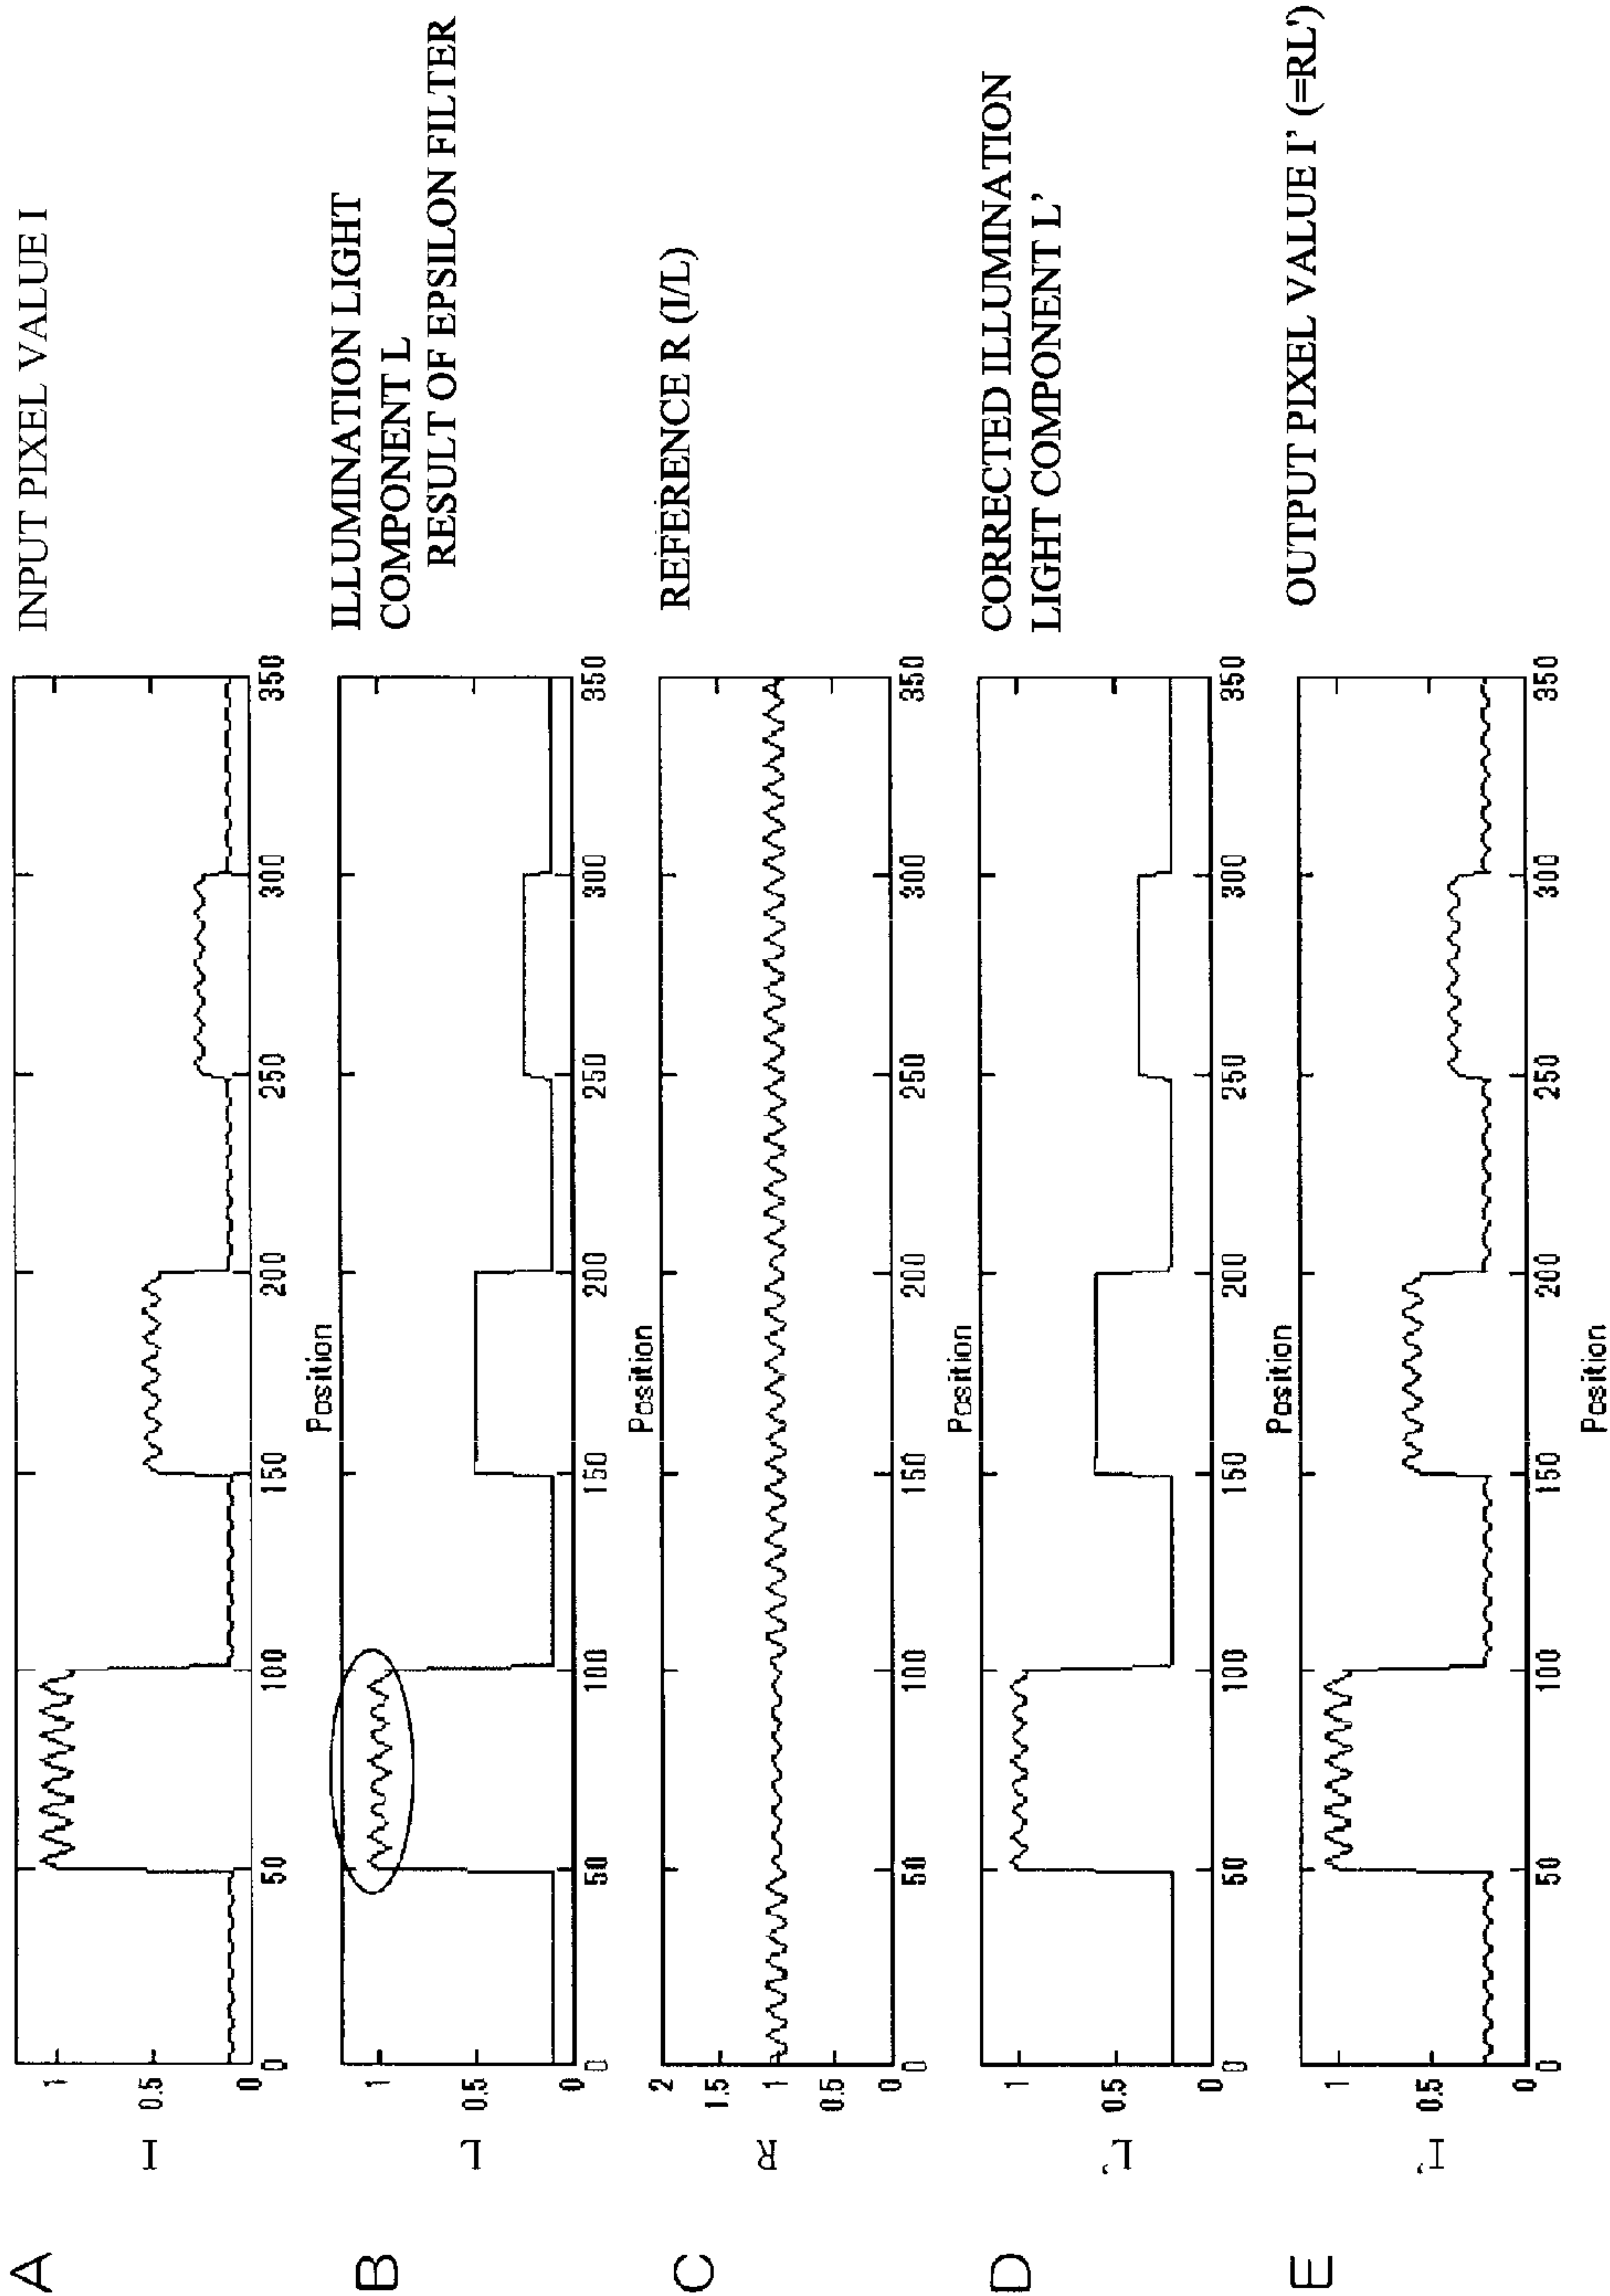 A
INPUT PIXEL VALUE I
I
1
0.5
0
0 50 100 150 200 250 300 350
Position
B
ILLUMINATION LIGHT
COMPONENT L
RESULT OF EPSILON FILTER
L
1
0.5
0
0 50 100 150 200 250 300 350
Position
C
REFERENCE R (I/L)
R
2
1.5
1
0.5
0
0 50 100 150 200 250 300 350
Position
D
CORRECTED ILLUMINATION
LIGHT COMPONENT L'
L'
1
0.5
0
0 50 100 150 200 250 300 350
Position
E
OUTPUT PIXEL VALUE I' (=RL')
I'
1
0.5
0
0 50 100 150 200 250 300 350
Position